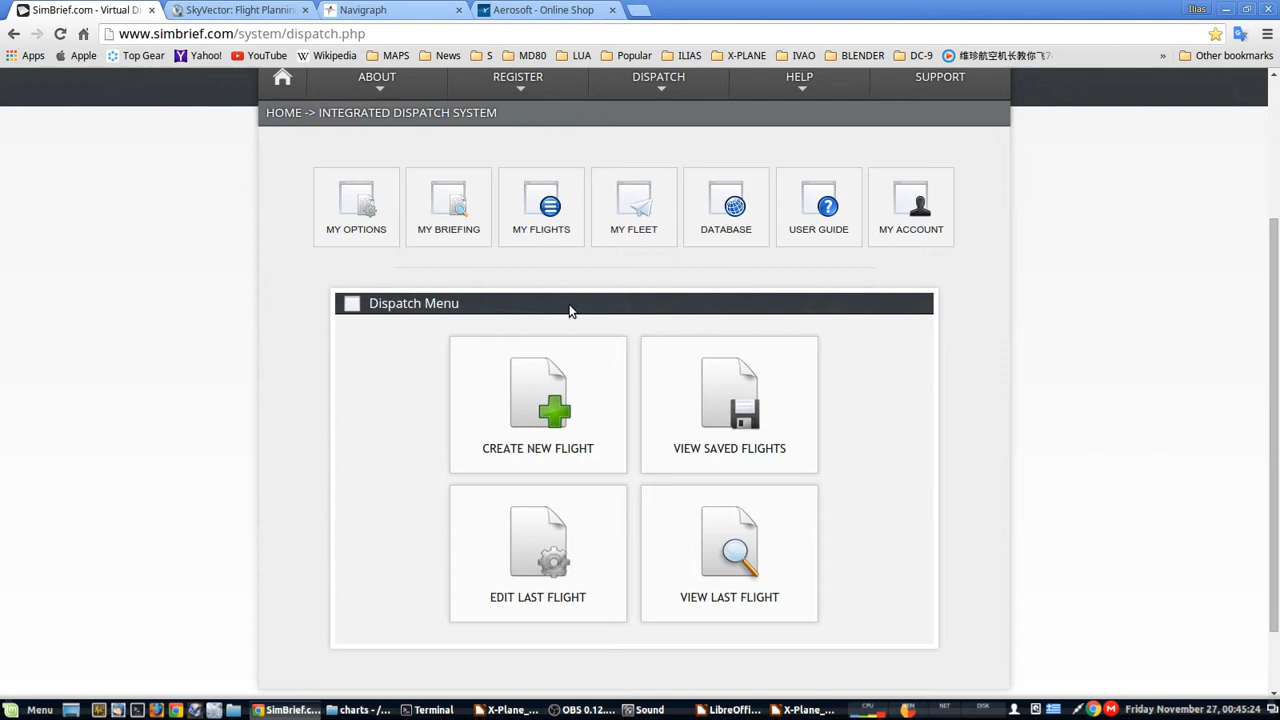 SimBrief.com - Virtual D
SkyVector: Flight Plannin
Navigraph
Aerosoft - Online Shop
Ilias
www.simbrief.com/system/dispatch.php
Apps
Apple
Top Gear
Yahoo!
YouTube
Wikipedia
MAPS
News
S
MD80
LUA
Popular
ILIAS
X-PLANE
IVAO
BLENDER
DC-9
»
Other bookmarks
ABOUT
REGISTER
DISPATCH
HELP
SUPPORT
HOME -> INTEGRATED DISPATCH SYSTEM
MY OPTIONS
MY BRIEFING
MY FLIGHTS
MY FLEET
DATABASE
USER GUIDE
MY ACCOUNT
Dispatch Menu
CREATE NEW FLIGHT
VIEW SAVED FLIGHTS
EDIT LAST FLIGHT
VIEW LAST FLIGHT
Menu
SimBrief.c...
charts - /...
Terminal
X-Plane_...
OBS 0.12....
Sound
LibreOffi...
X-Plane_...
CPU
MEM
NET
DISK
Friday November 27, 00:45:24